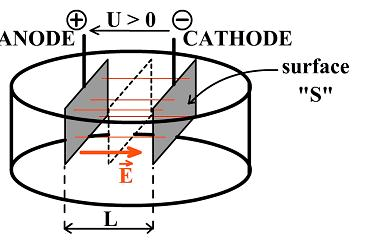 ⊕ U > 0 ⊖
ANODE CATHODE
surface
"S"
E
L